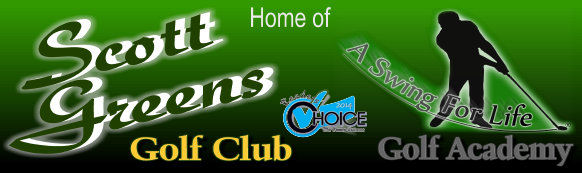 Home of
Scott
Greens
Golf Club
2014
CHOICE
A Swing For Life
Golf Academy